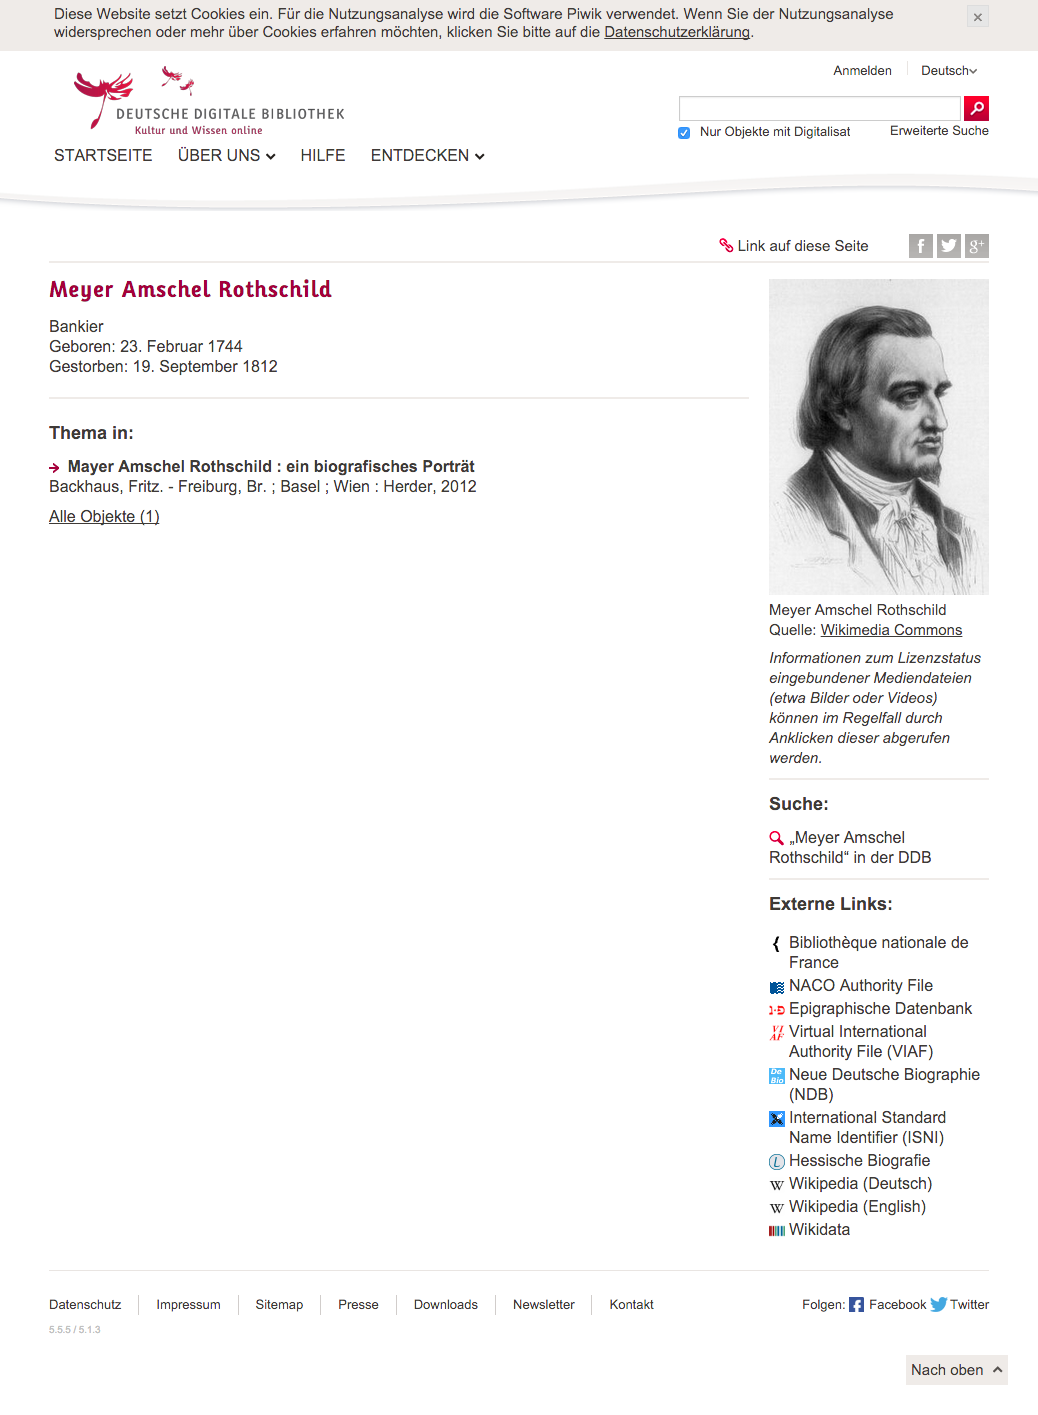 Diese Website setzt Cookies ein. Für die Nutzungsanalyse wird die Software Piwik verwendet. Wenn Sie der Nutzungsanalyse
widersprechen oder mehr über Cookies erfahren möchten, klicken Sie bitte auf die Datenschutzerklärung.
Anmelden Deutsch
DEUTSCHE DIGITALE BIBLIOTHEK
Kultur und Wissen online
Nur Objekte mit Digitalisat Erweiterte Suche
STARTSEITE ÜBER UNS HILFE ENTDECKEN
Link auf diese Seite
Meyer Amschel Rothschild
Bankier
Geboren: 23. Februar 1744
Gestorben: 19. September 1812
Thema in:
Mayer Amschel Rothschild : ein biografisches Porträt
Backhaus, Fritz. - Freiburg, Br. ; Basel ; Wien : Herder, 2012
Alle Objekte (1)
Meyer Amschel Rothschild
Quelle: Wikimedia Commons
Informationen zum Lizenzstatus
eingebundener Mediendateien
(etwa Bilder oder Videos)
können im Regelfall durch
Anklicken dieser abgerufen
werden.
Suche:
„Meyer Amschel
Rothschild“ in der DDB
Externe Links:
Bibliothèque nationale de
France
NACO Authority File
Epigraphische Datenbank
Virtual International
Authority File (VIAF)
Neue Deutsche Biographie
(NDB)
International Standard
Name Identifier (ISNI)
Hessische Biografie
Wikipedia (Deutsch)
Wikipedia (English)
Wikidata
Datenschutz Impressum Sitemap Presse Downloads Newsletter Kontakt Folgen: Facebook Twitter
5.5.5 / 5.1.3
Nach oben